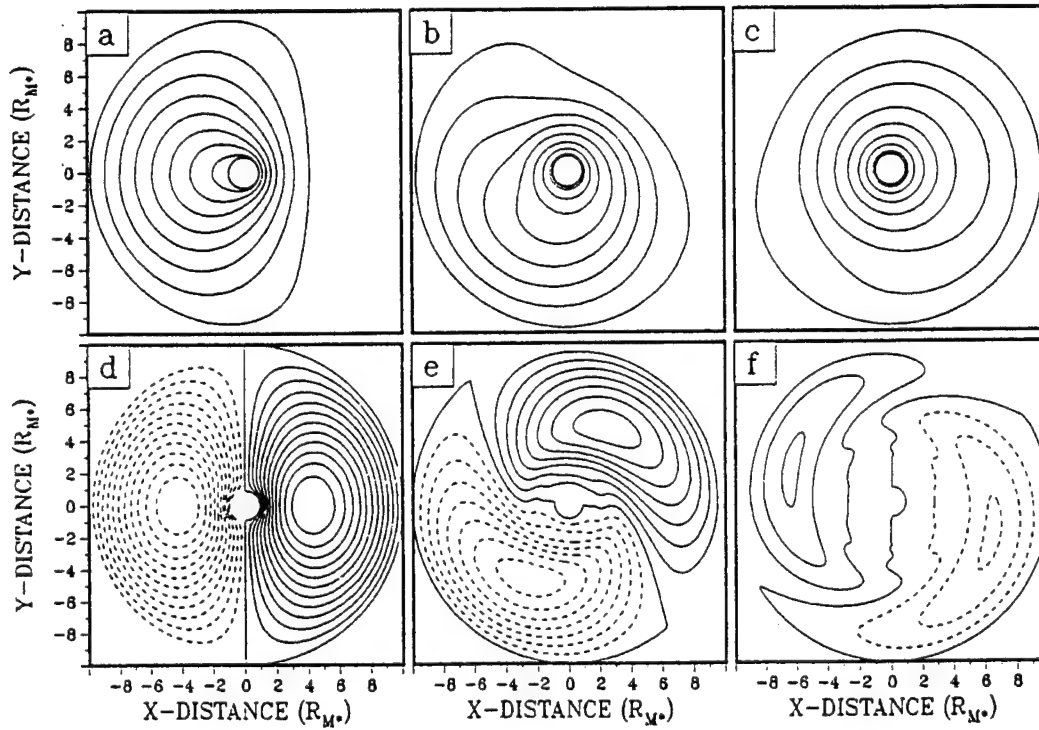 a
b
c
Y-DISTANCE (R_M*)
8
6
4
2
0
-2
-4
-6
-8
d
e
f
Y-DISTANCE (R_M*)
8
6
4
2
0
-2
-4
-6
-8
-8 -6 -4 -2 0 2 4 6 8
-8 -6 -4 -2 0 2 4 6 8
-8 -6 -4 -2 0 2 4 6 8
X-DISTANCE (R_M*)
X-DISTANCE (R_M*)
X-DISTANCE (R_M*)